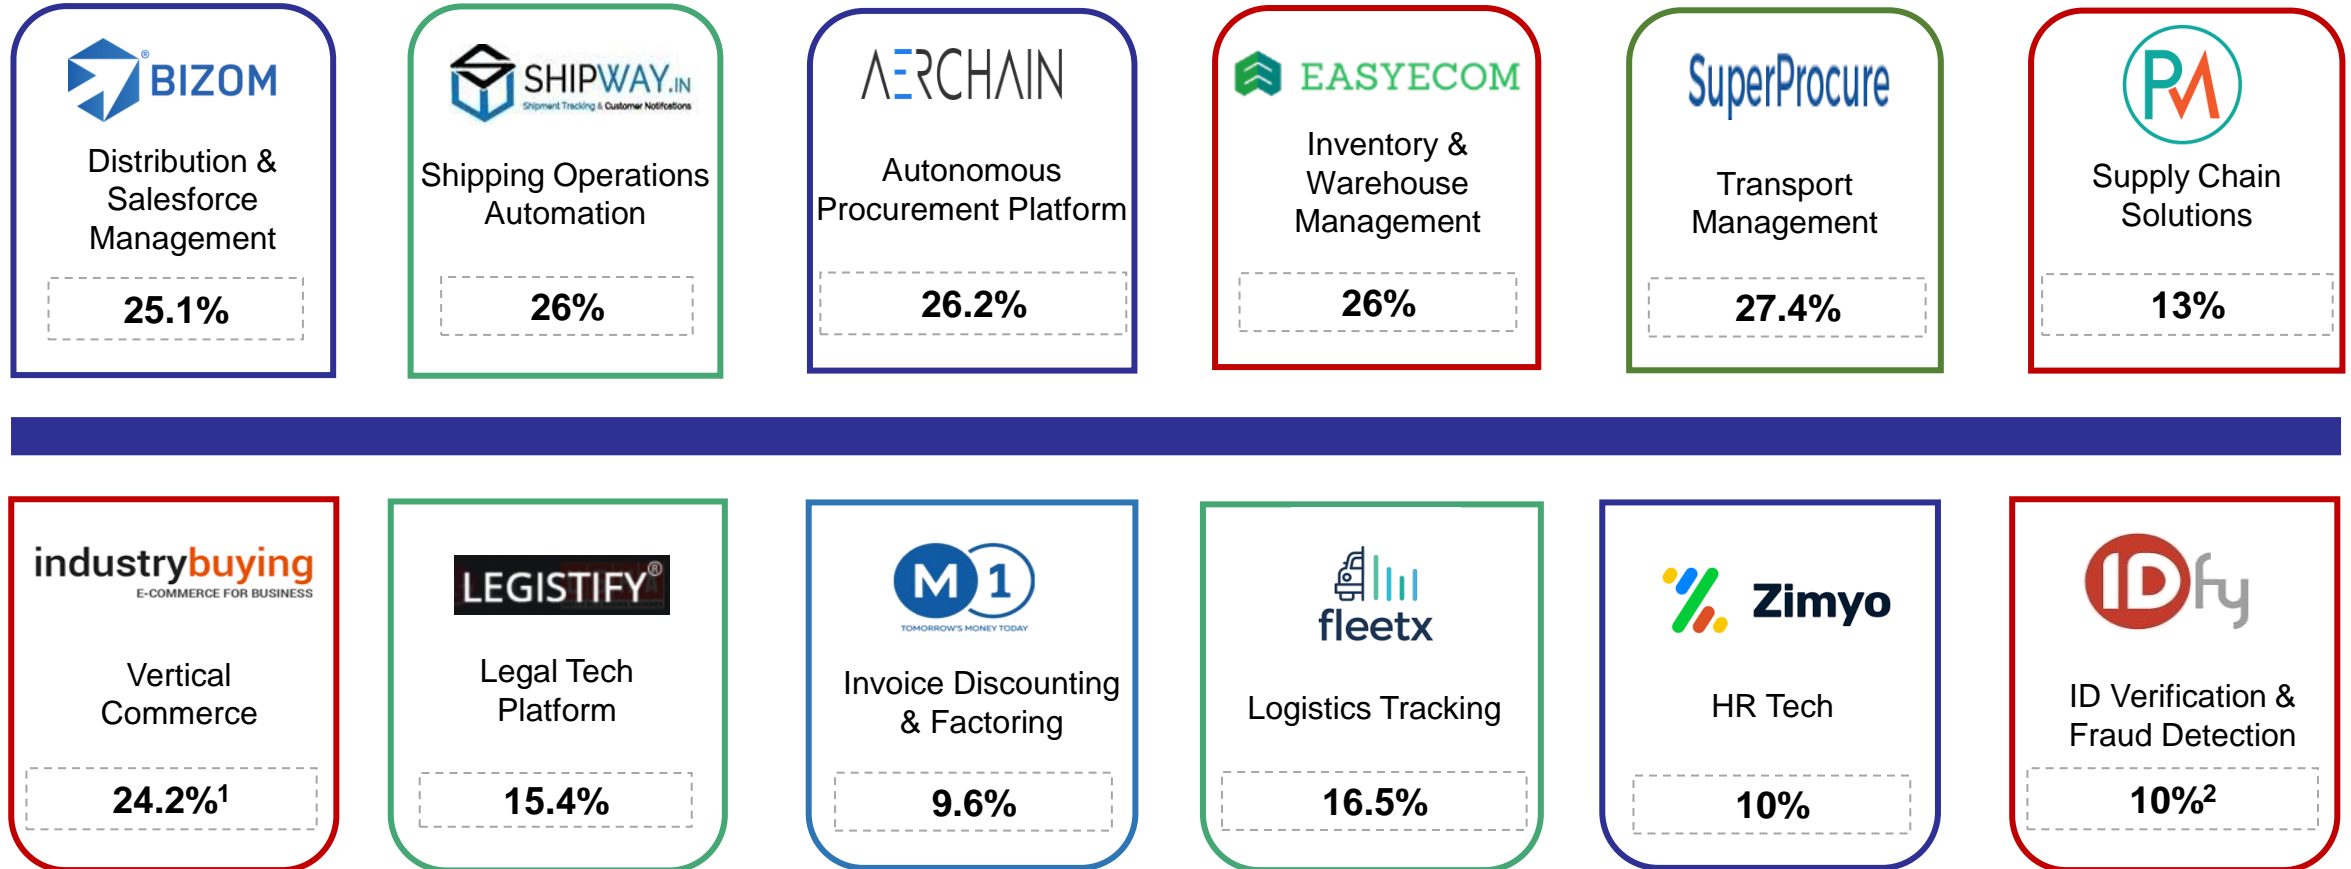 BIZOM®
Distribution &
Salesforce
Management
25.1%
SHIPWAY.IN
Shipment Tracking & Customer Notifcations
Shipping Operations
Automation
26%
AERCHAIN
Autonomous
Procurement Platform
26.2%
EASYECOM
Inventory &
Warehouse
Management
26%
SuperProcure
Transport
Management
27.4%
PM
Supply Chain
Solutions
13%
industrybuying
E-COMMERCE FOR BUSINESS
Vertical
Commerce
24.2%¹
LEGISTIFY®
Legal Tech
Platform
15.4%
M1
TOMORROW'S MONEY TODAY
Invoice Discounting
& Factoring
9.6%
fleetx
Logistics Tracking
16.5%
Zimyo
HR Tech
10%
IDfy
ID Verification &
Fraud Detection
10%²